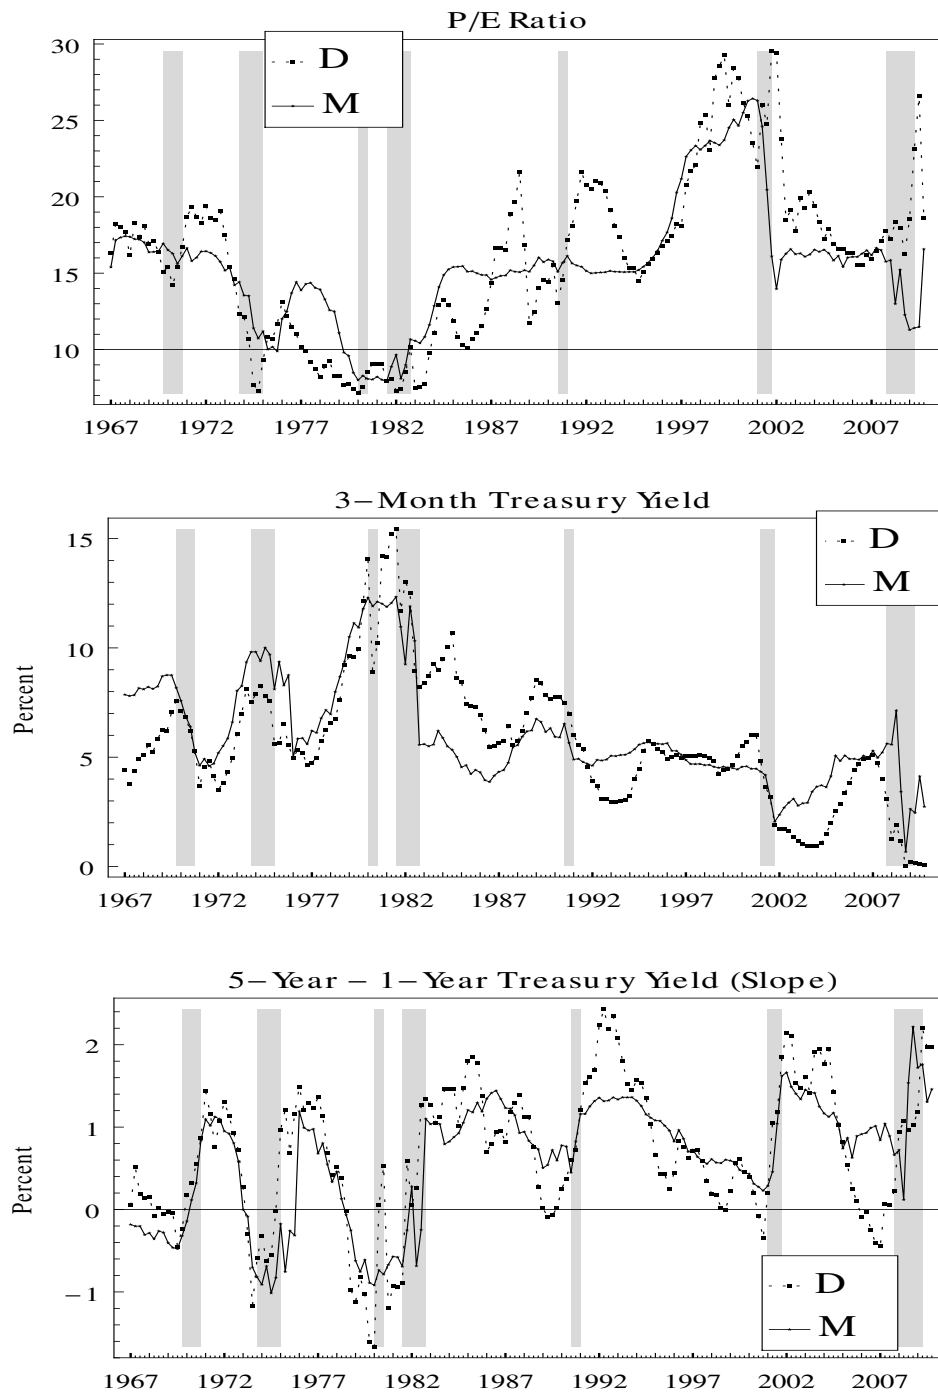 P/E Ratio
30
25
20
15
10
D
M
1967 1972 1977 1982 1987 1992 1997 2002 2007
3−Month Treasury Yield
Percent
15
10
5
0
D
M
1967 1972 1977 1982 1987 1992 1997 2002 2007
5−Year − 1−Year Treasury Yield (Slope)
Percent
2
1
0
−1
D
M
1967 1972 1977 1982 1987 1992 1997 2002 2007